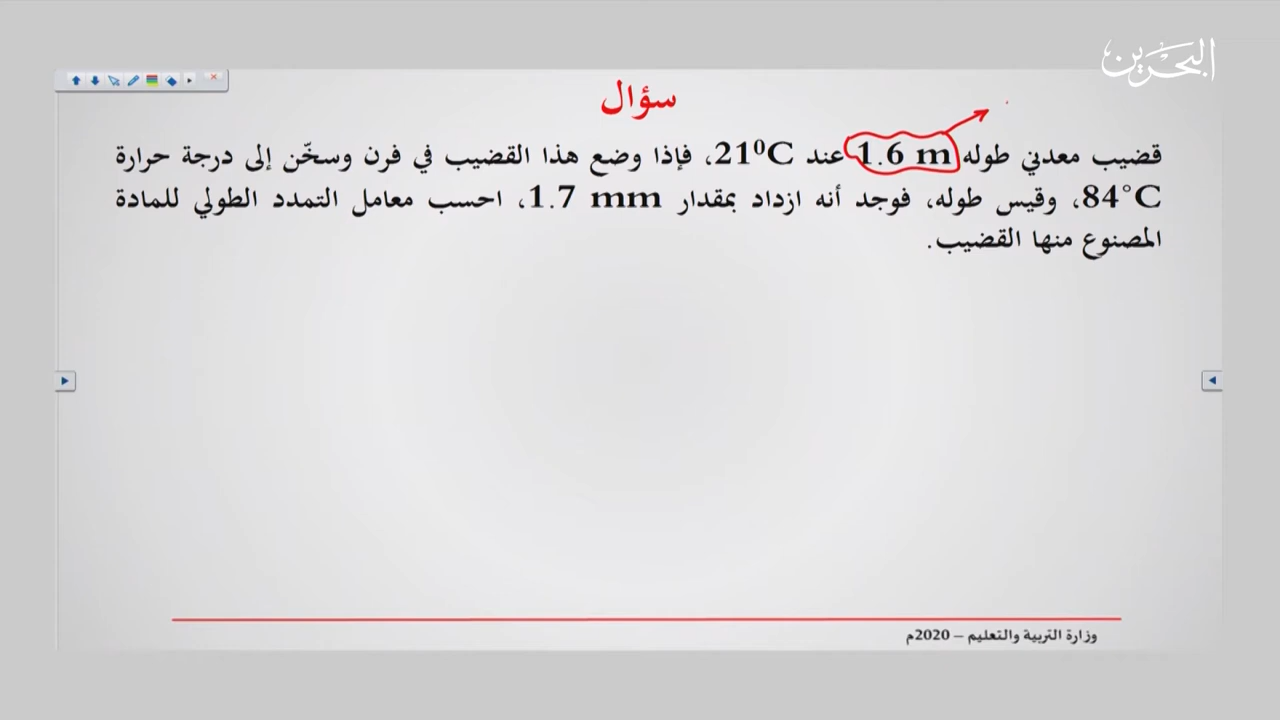 البحرين
سؤال
قضيب معدني طوله 1.6 m عند 21⁰C، فإذا وضع هذا القضيب في فرن وسخّن إلى درجة حرارة
84°C، وقيس طوله، فوجد أنه ازداد بمقدار 1.7 mm، احسب معامل التمدد الطولي للمادة
المصنوع منها القضيب.
وزارة التربية والتعليم – 2020م